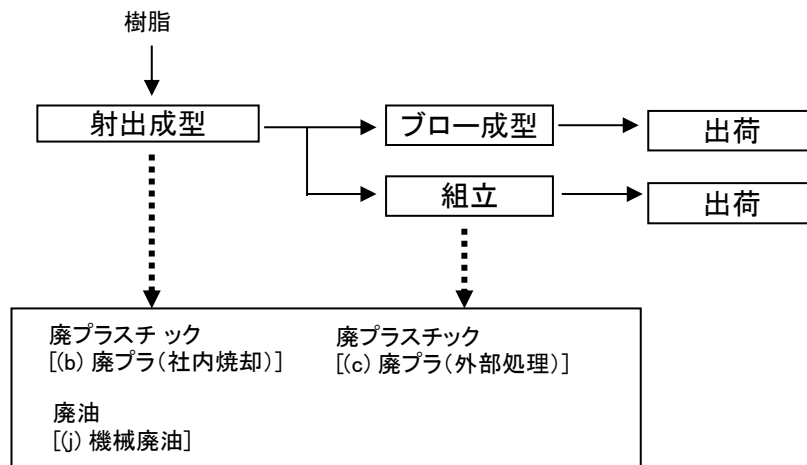 樹脂
射出成型
ブロー成型
出荷
組立
出荷
廃プラスチック
[(b) 廃プラ(社内焼却)]
廃プラスチック
[(c) 廃プラ(外部処理)]
廃油
[(j) 機械廃油]